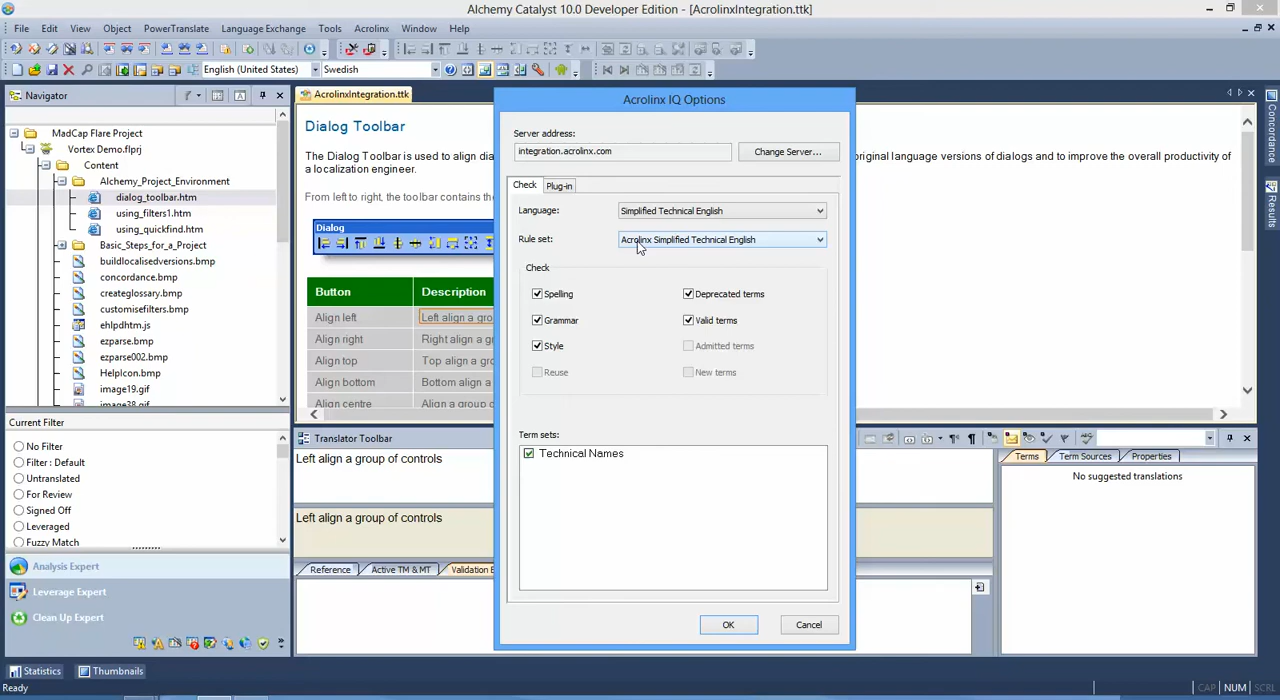 Alchemy Catalyst 10.0 Developer Edition - [AcrolinxIntegration.ttk]
File Edit View Object PowerTranslate Language Exchange Tools Acrolinx Window Help
English (United States) Swedish
Navigator
MadCap Flare Project
Vortex Demo.flprj
Content
Alchemy_Project_Environment
dialog_toolbar.htm
using_filters1.htm
using_quickfind.htm
Basic_Steps_for_a_Project
buildlocalisedversions.bmp
concordance.bmp
creategglossary.bmp
customisefilters.bmp
ehlpdhtm.js
ezparse.bmp
ezparse002.bmp
HelpIcon.bmp
image19.gif
image38.gif
Current Filter
No Filter
Filter : Default
Untranslated
For Review
Signed Off
Leveraged
Fuzzy Match
Analysis Expert
Leverage Expert
Clean Up Expert
Statistics Thumbnails
Ready
AcrolinxIntegration.ttk
Dialog Toolbar
The Dialog Toolbar is used to align dia
riginal language versions of dialogs and to improve the overall productivity of
a localization engineer.
From left to right, the toolbar contains the
Dialog
Button Description
Align left Left align a gro
Align right Right align a gr
Align top Top align a gro
Align bottom Bottom align a
Align centre Align a group o
Translator Toolbar
Left align a group of controls
Left align a group of controls
Reference Active TM & MT Validation E
Acrolinx IQ Options
Server address:
integration.acrolinx.com Change Server...
Check Plug-in
Language: Simplified Technical English
Rule set: Acrolinx Simplified Technical English
Check
Spelling Deprecated terms
Grammar Valid terms
Style Admitted terms
Reuse New terms
Term sets:
Technical Names
OK Cancel
Terms Term Sources Properties
No suggested translations
Concordance
Results
CAP NUM SCRL